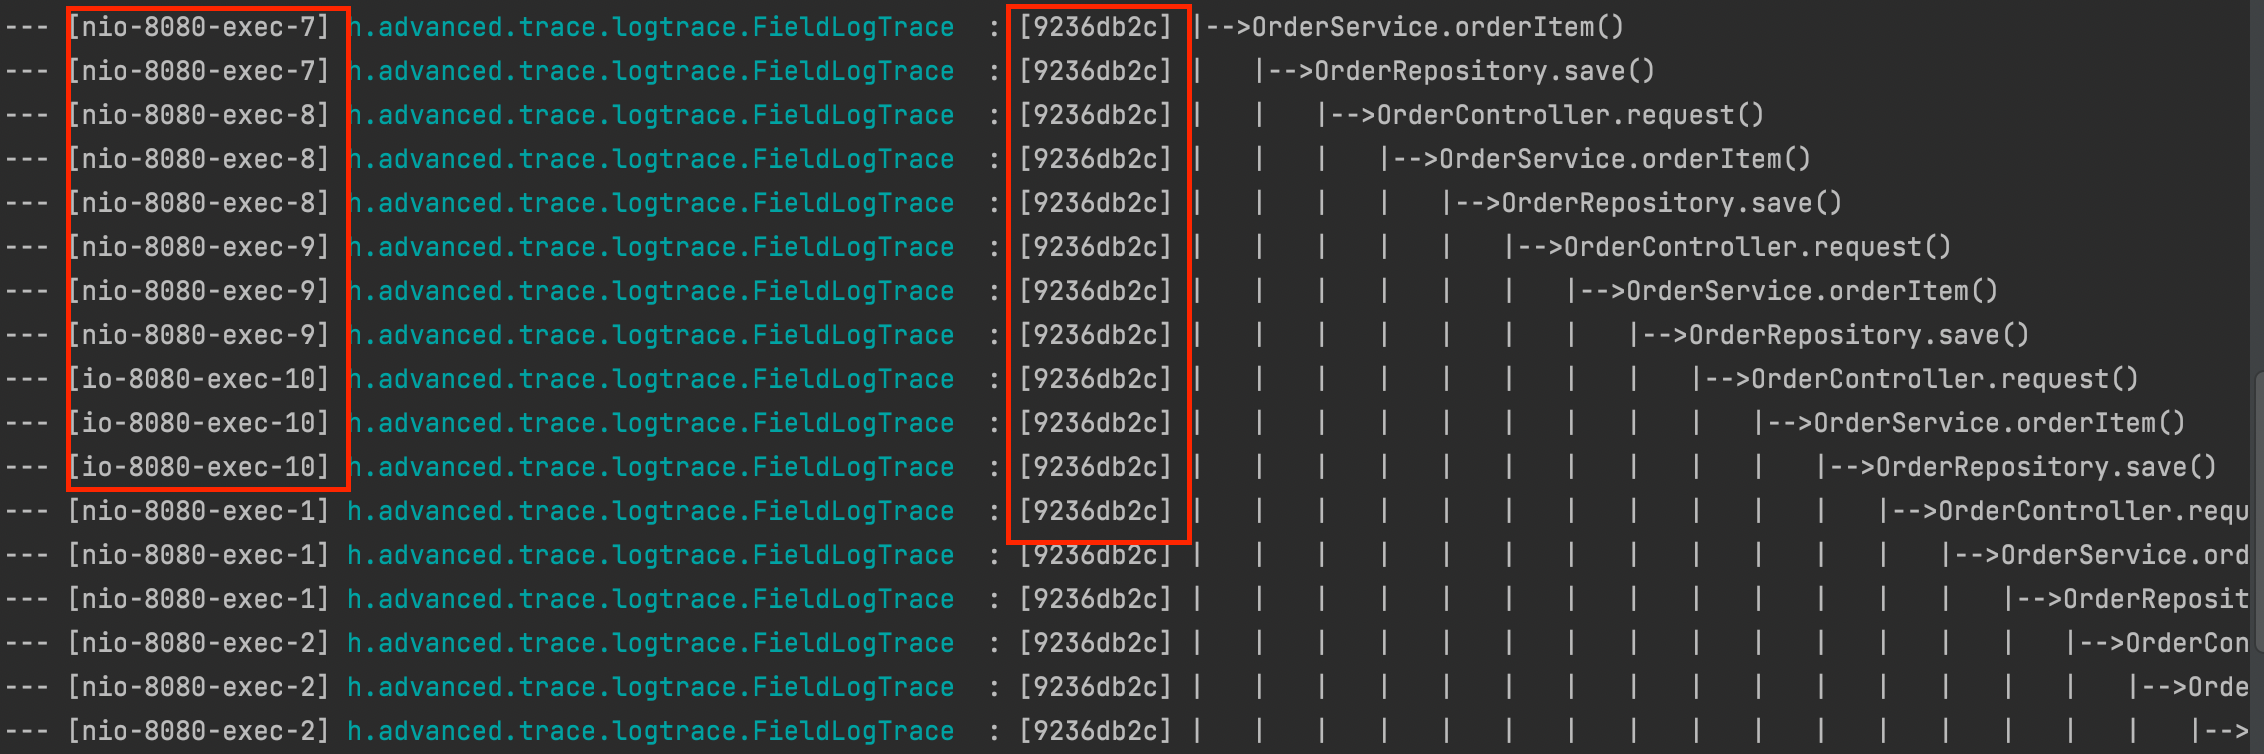 --- [nio-8080-exec-7] h.advanced.trace.logtrace.FieldLogTrace : [9236db2c] |-->OrderService.orderItem()
--- [nio-8080-exec-7] h.advanced.trace.logtrace.FieldLogTrace : [9236db2c] | |-->OrderRepository.save()
--- [nio-8080-exec-8] h.advanced.trace.logtrace.FieldLogTrace : [9236db2c] | | |-->OrderController.request()
--- [nio-8080-exec-8] h.advanced.trace.logtrace.FieldLogTrace : [9236db2c] | | | |-->OrderService.orderItem()
--- [nio-8080-exec-8] h.advanced.trace.logtrace.FieldLogTrace : [9236db2c] | | | | |-->OrderRepository.save()
--- [nio-8080-exec-9] h.advanced.trace.logtrace.FieldLogTrace : [9236db2c] | | | | | |-->OrderController.request()
--- [nio-8080-exec-9] h.advanced.trace.logtrace.FieldLogTrace : [9236db2c] | | | | | | |-->OrderService.orderItem()
--- [nio-8080-exec-9] h.advanced.trace.logtrace.FieldLogTrace : [9236db2c] | | | | | | | |-->OrderRepository.save()
--- [io-8080-exec-10] h.advanced.trace.logtrace.FieldLogTrace : [9236db2c] | | | | | | | | |-->OrderController.request()
--- [io-8080-exec-10] h.advanced.trace.logtrace.FieldLogTrace : [9236db2c] | | | | | | | | | |-->OrderService.orderItem()
--- [io-8080-exec-10] h.advanced.trace.logtrace.FieldLogTrace : [9236db2c] | | | | | | | | | | |-->OrderRepository.save()
--- [nio-8080-exec-1] h.advanced.trace.logtrace.FieldLogTrace : [9236db2c] | | | | | | | | | | | |-->OrderController.requ
--- [nio-8080-exec-1] h.advanced.trace.logtrace.FieldLogTrace : [9236db2c] | | | | | | | | | | | | |-->OrderService.ord
--- [nio-8080-exec-1] h.advanced.trace.logtrace.FieldLogTrace : [9236db2c] | | | | | | | | | | | | | |-->OrderReposit
--- [nio-8080-exec-2] h.advanced.trace.logtrace.FieldLogTrace : [9236db2c] | | | | | | | | | | | | | | |-->OrderCon
--- [nio-8080-exec-2] h.advanced.trace.logtrace.FieldLogTrace : [9236db2c] | | | | | | | | | | | | | | | |-->Orde
--- [nio-8080-exec-2] h.advanced.trace.logtrace.FieldLogTrace : [9236db2c] | | | | | | | | | | | | | | | | |-->